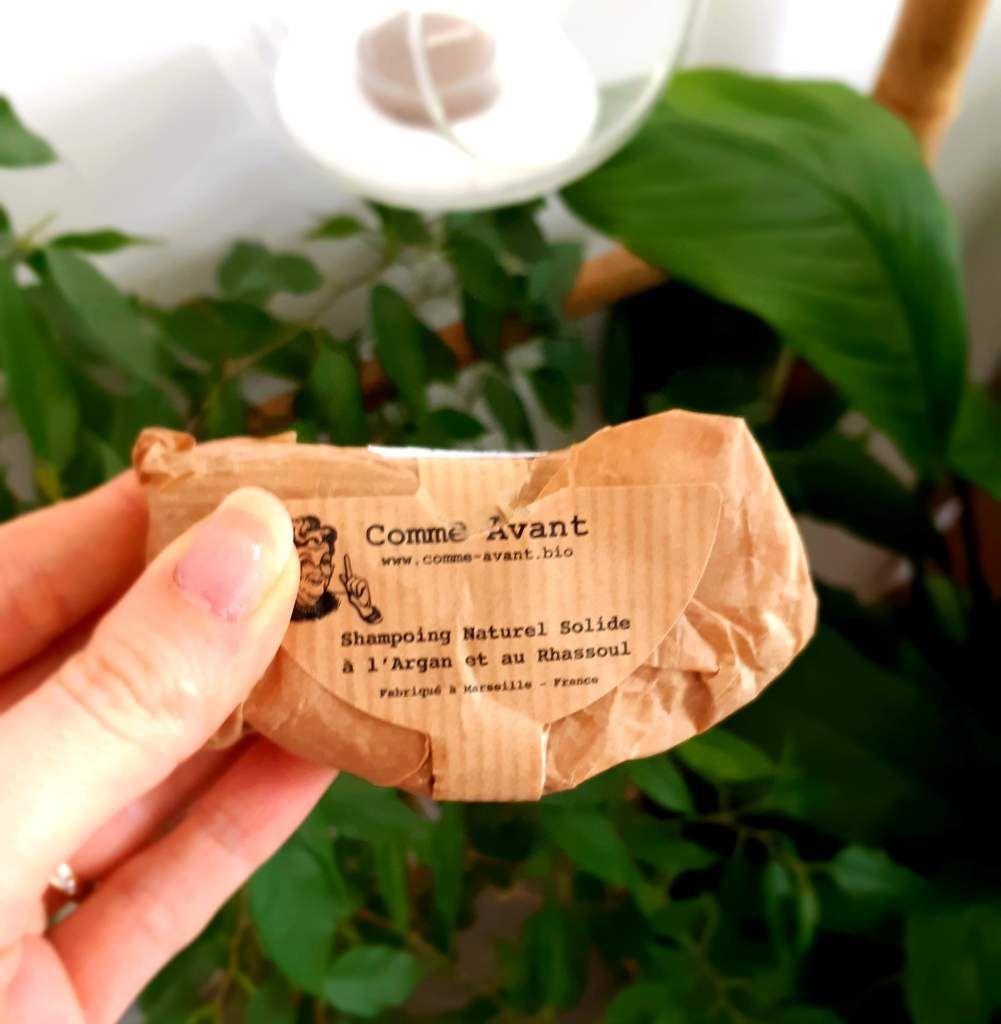 Comme Avant
www.comme-avant.bio
Shampoing Naturel Solide
à l'Argan et au Rhassoul
Fabriqué à Marseille - France